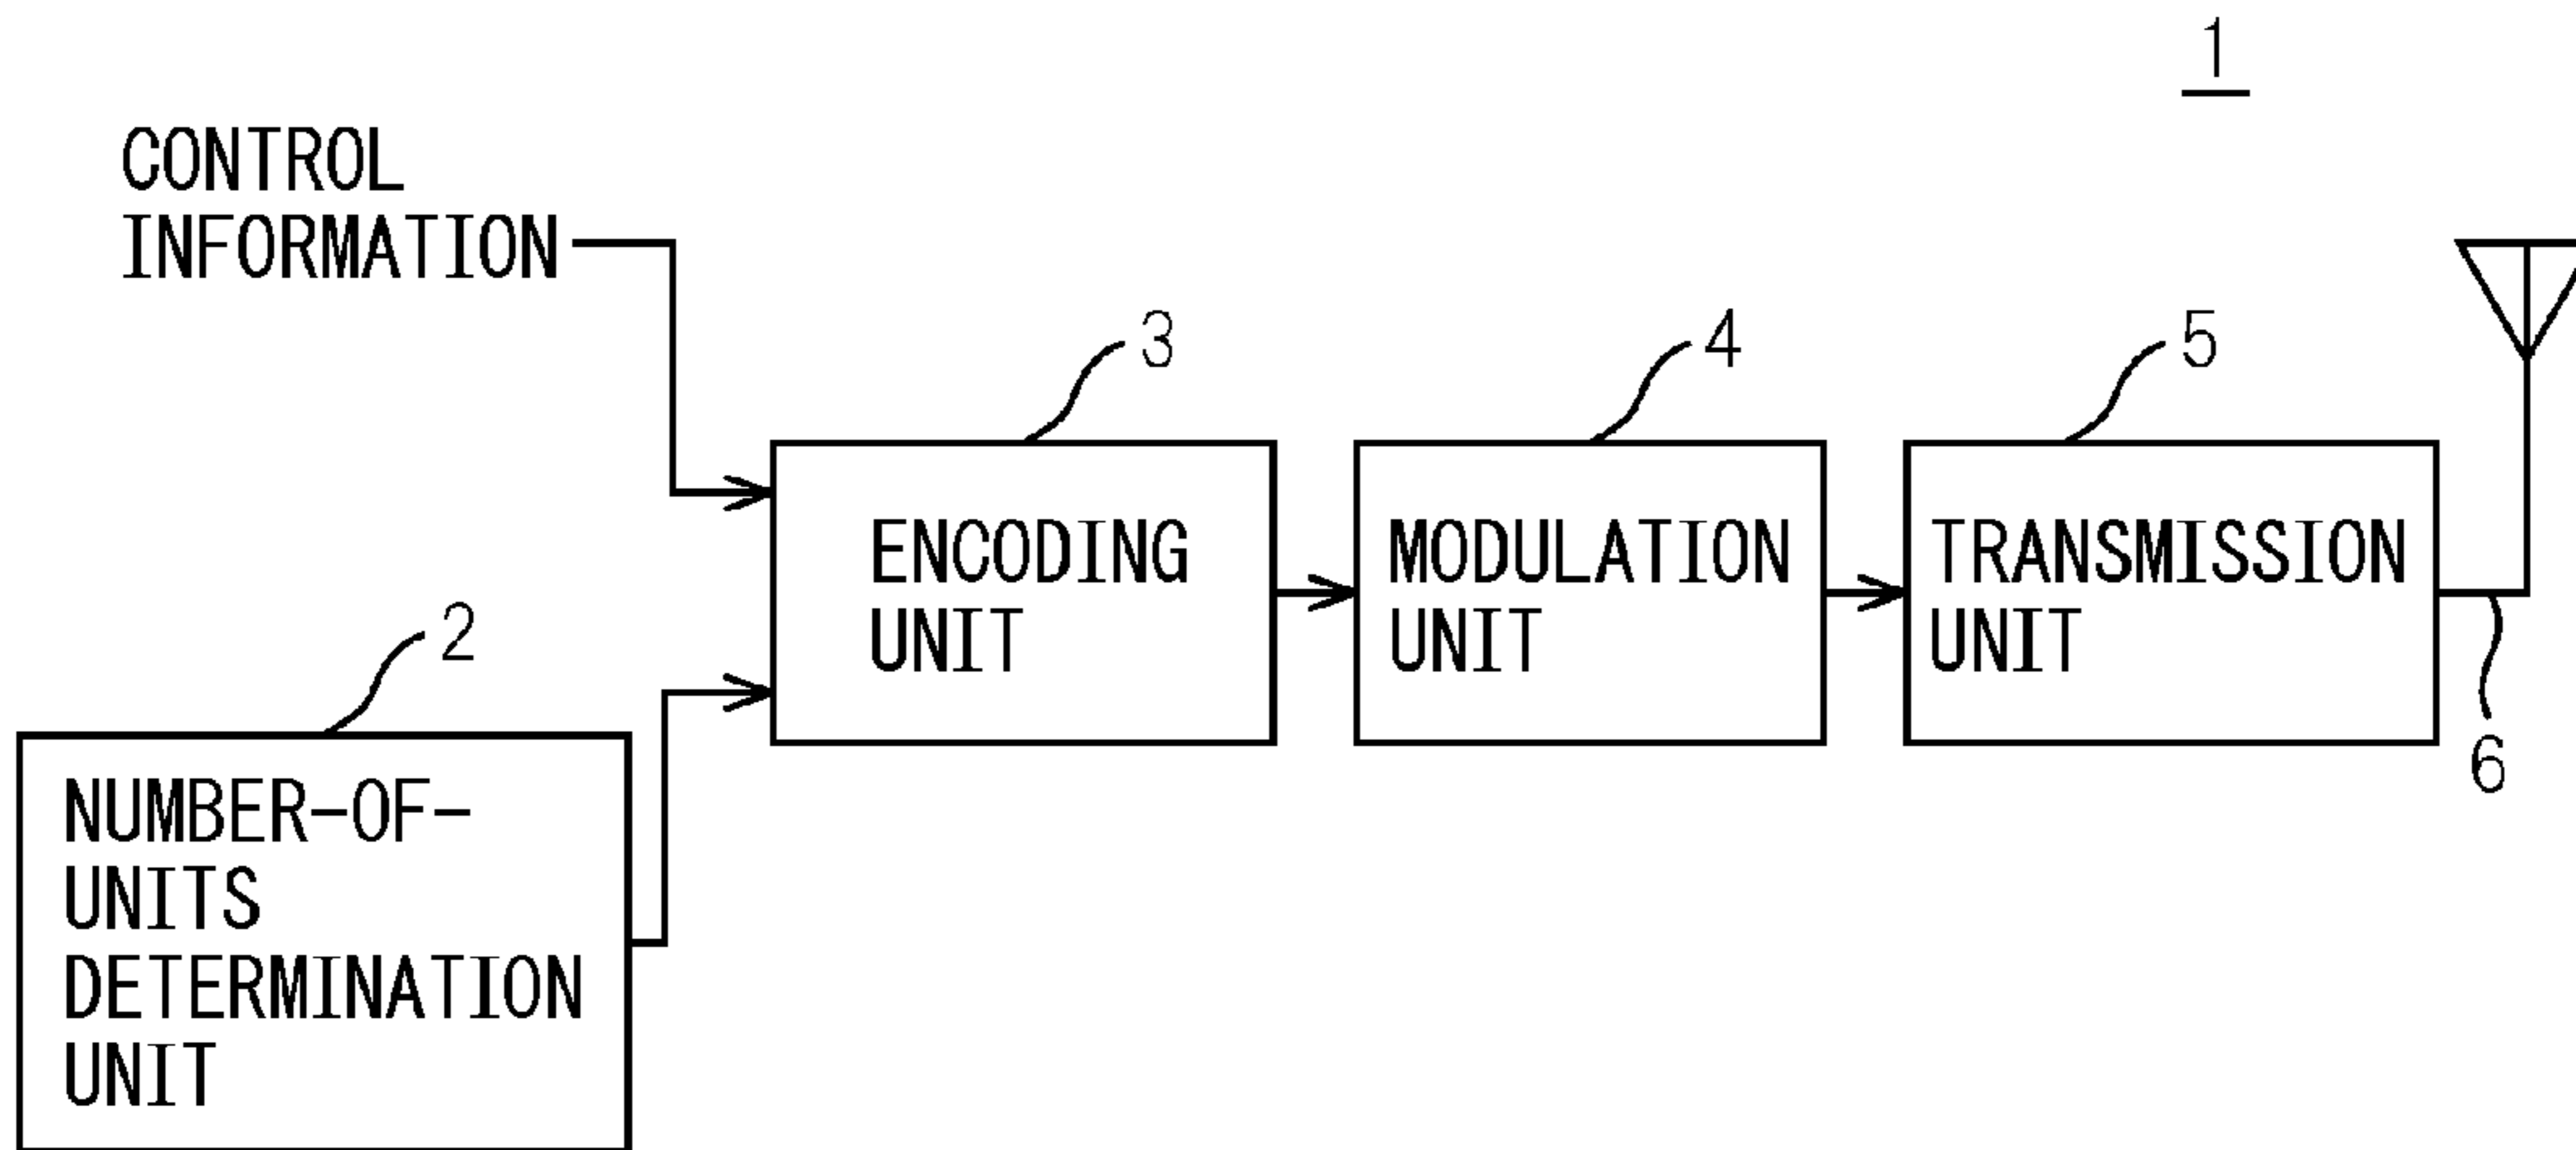 1
CONTROL
INFORMATION
3
4
5
ENCODING
UNIT
MODULATION
UNIT
TRANSMISSION
UNIT
6
2
NUMBER-OF-
UNITS
DETERMINATION
UNIT